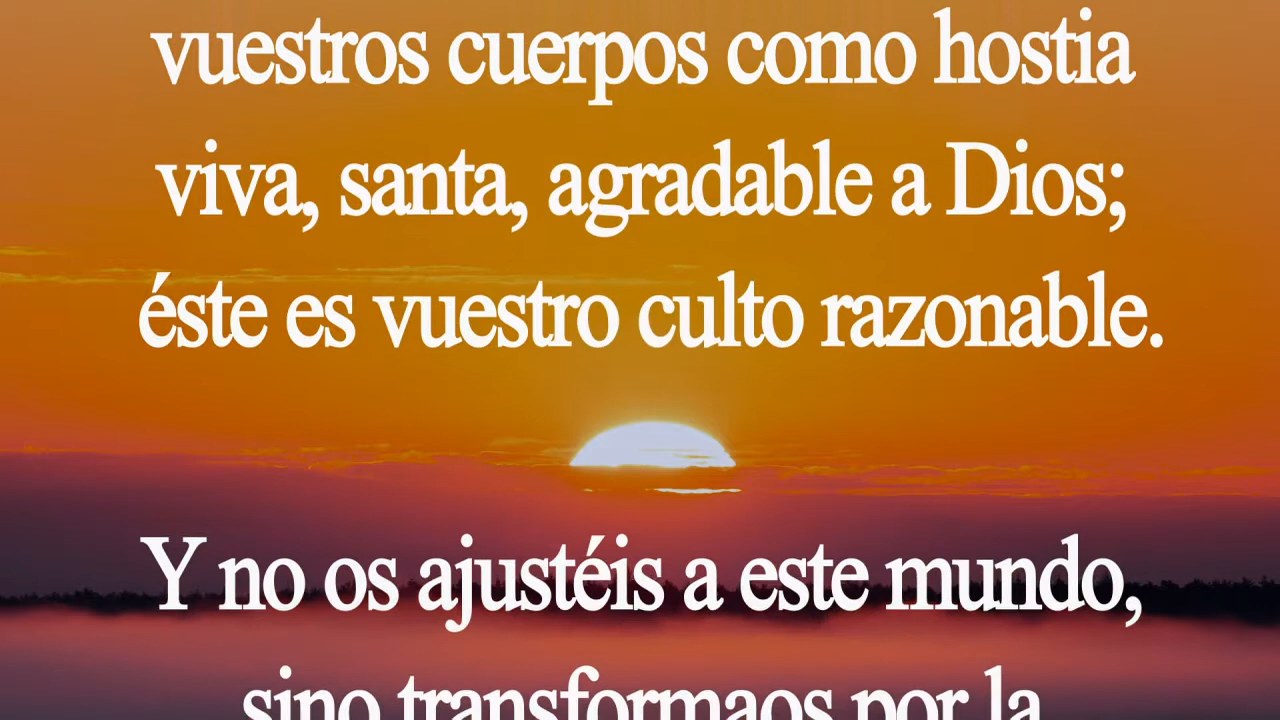 vuestros cuerpos como hostia
viva, santa, agradable a Dios;
éste es vuestro culto razonable.
Y no os ajustéis a este mundo,
sino transformaos por la